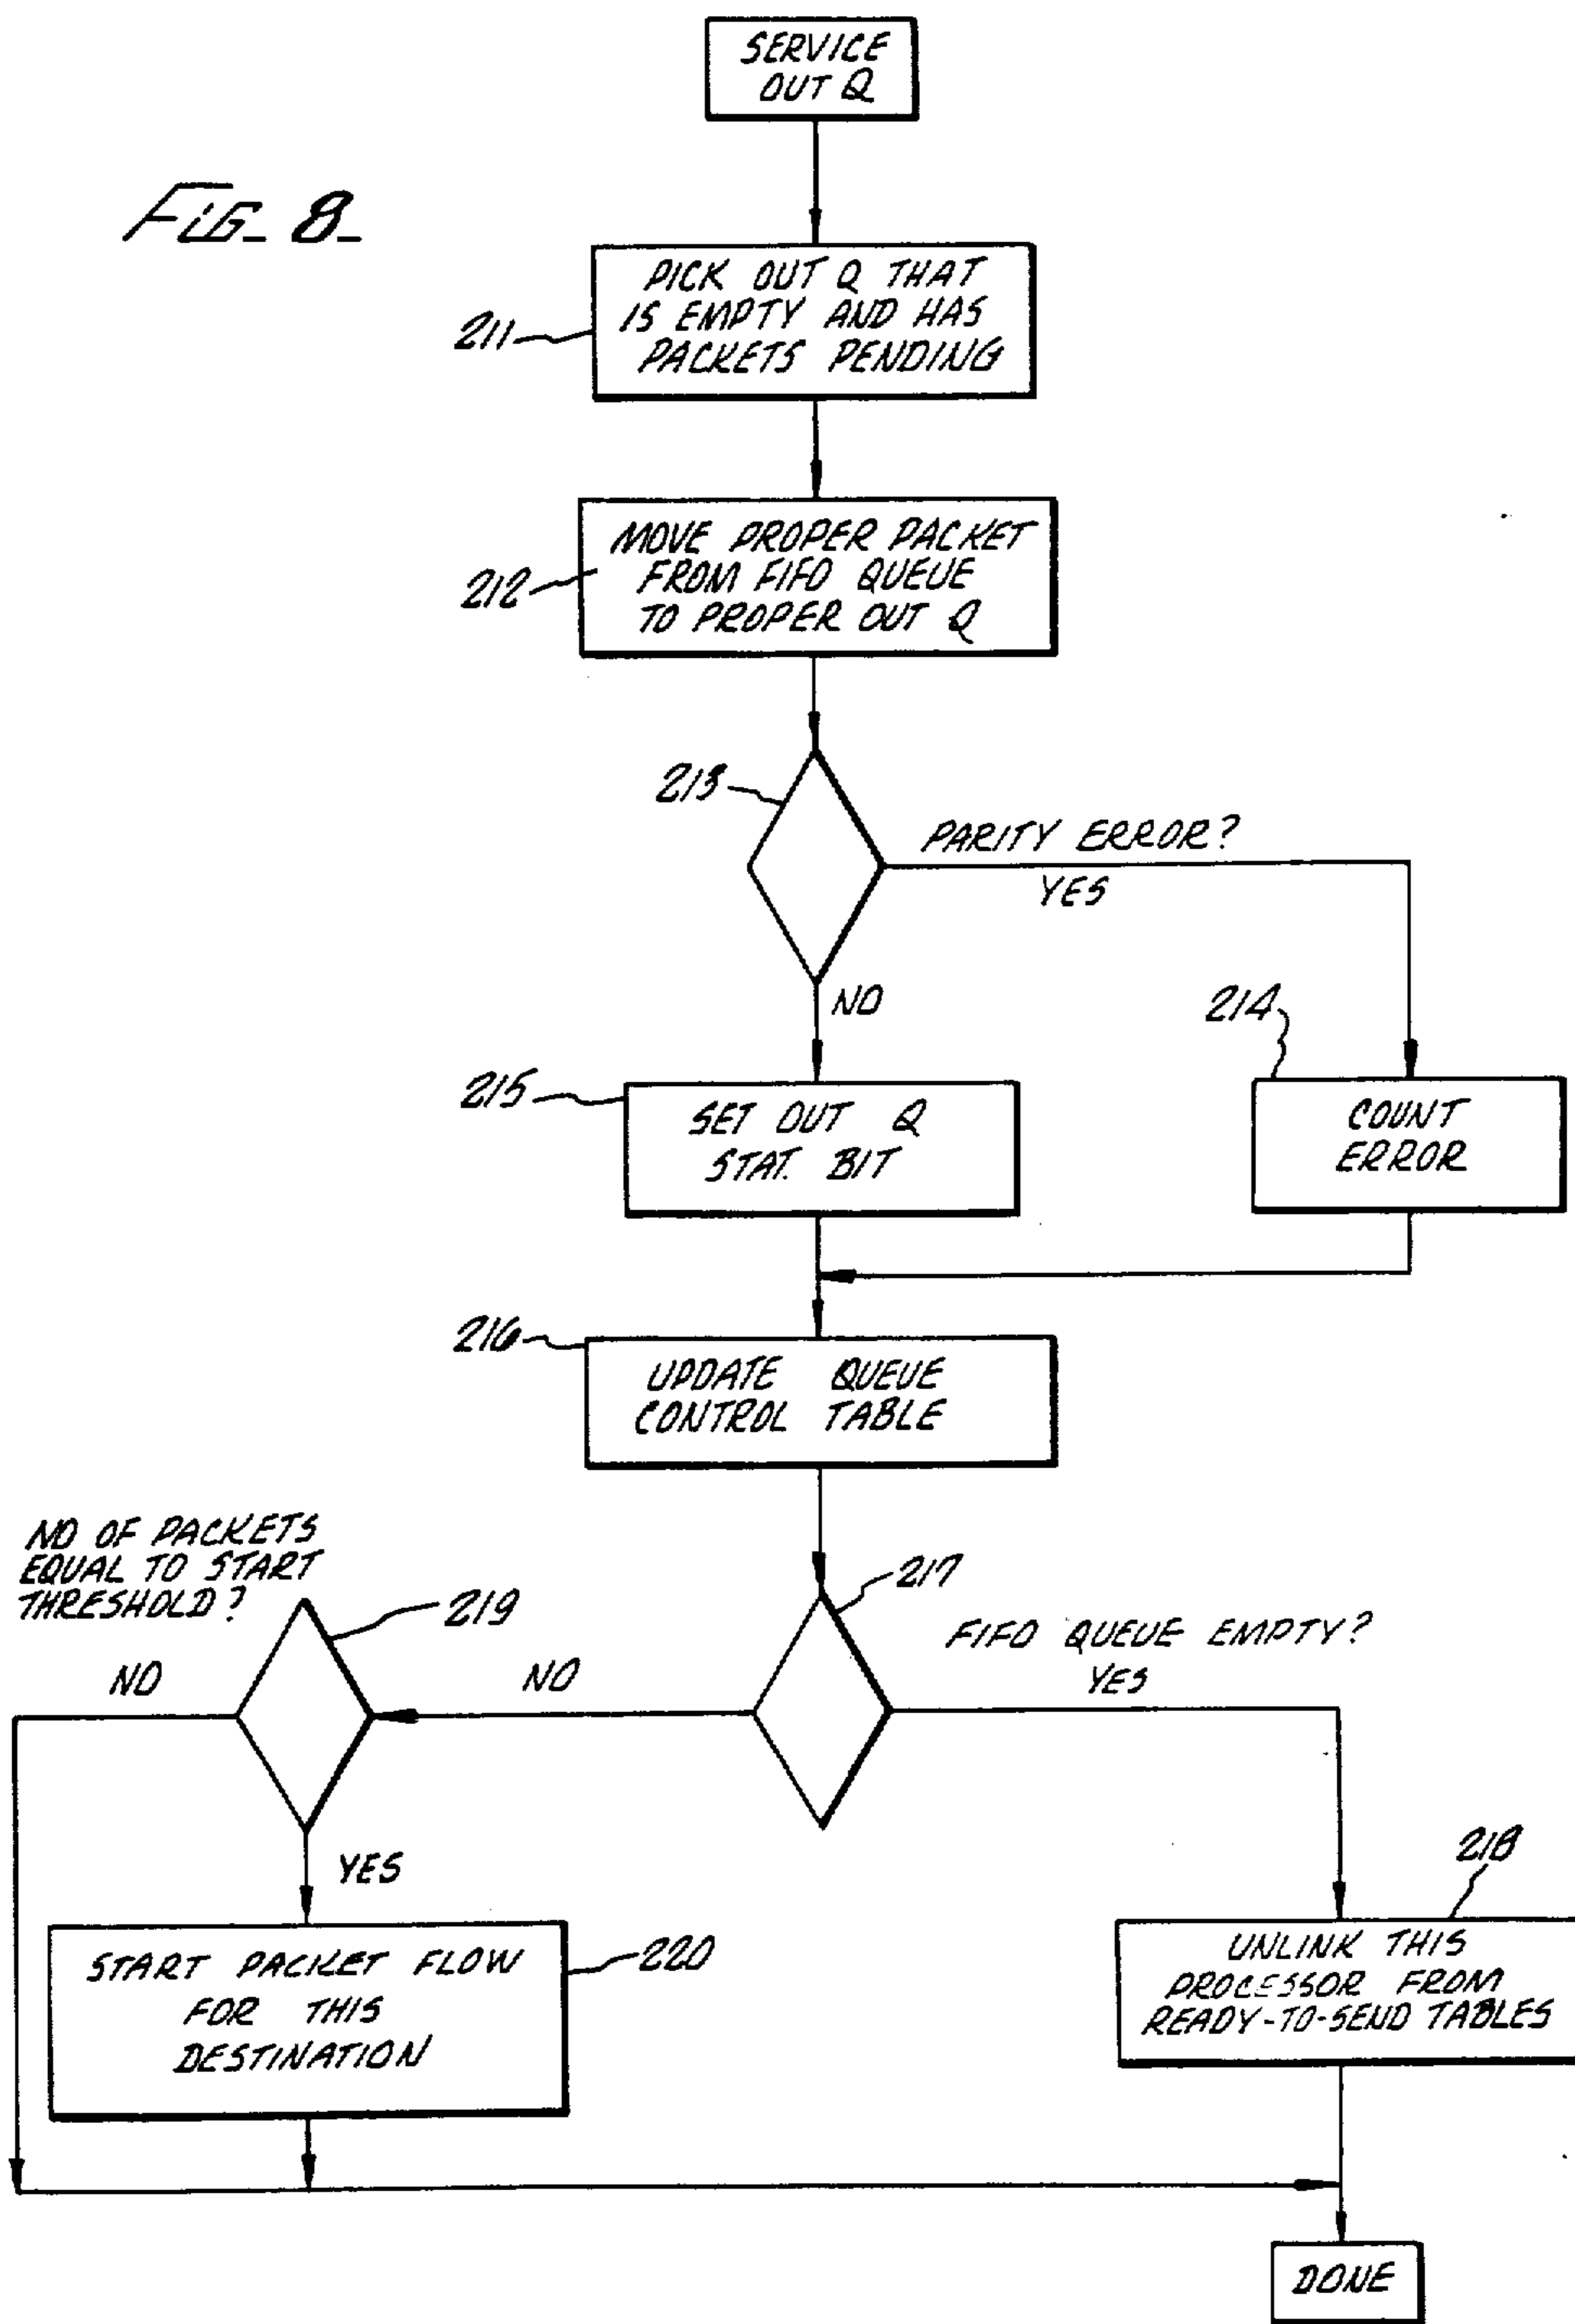 SERVICE
OUT Q
FIG. 8.
PICK OUT Q THAT
IS EMPTY AND HAS
PACKETS PENDING
211
MOVE PROPER PACKET
FROM FIFO QUEUE
TO PROPER OUT Q
212
213
PARITY ERROR?
YES
NO
214
215
SET OUT Q
STAT. BIT
COUNT
ERROR
216
UPDATE QUEUE
CONTROL TABLE
NO OF PACKETS
EQUAL TO START
THRESHOLD?
219
217
FIFO QUEUE EMPTY?
NO
NO
YES
YES
218
START PACKET FLOW
FOR THIS
DESTINATION
220
UNLINK THIS
PROCESSOR FROM
READY-TO-SEND TABLES
DONE